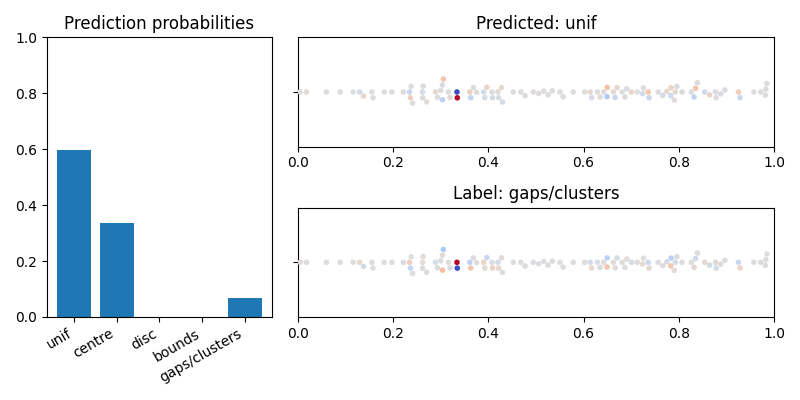 Prediction probabilities
1.0
0.8
0.6
0.4
0.2
0.0
unif
centre
disc
bounds
gaps/clusters
Predicted: unif
0.0 0.2 0.4 0.6 0.8 1.0
Label: gaps/clusters
0.0 0.2 0.4 0.6 0.8 1.0